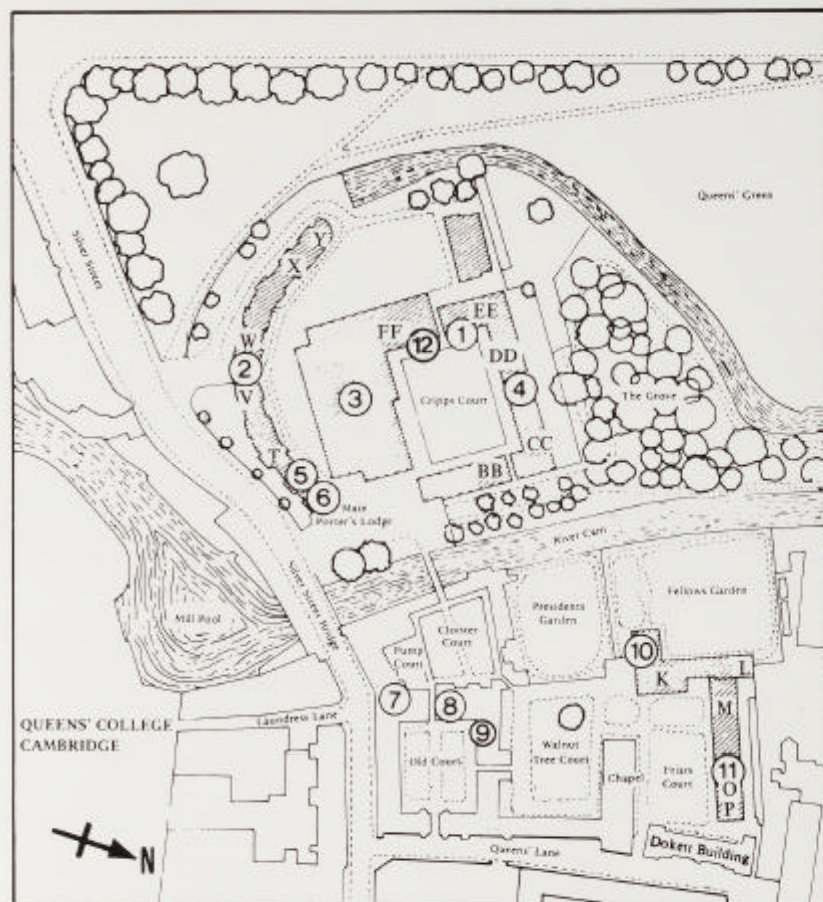 Queens' Green
Silver Street
Y
X
W
2
V
T
5
6
Main
Porter's Lodge
FF
12
EE
1
DD
3
4
Cripps Court
CC
BB
The Grove
River Cam
Silver Street Bridge
Mill Pool
Fellows Garden
Presidents
Garden
Cloister
Court
Pump
Court
10
K
L
M
7
8
9
QUEENS' COLLEGE
CAMBRIDGE
Laundress Lane
Old Court
Walnut
Tree Court
Chapel
Friars
Court
11
O
P
Queens' Lane
Dokett Building
N